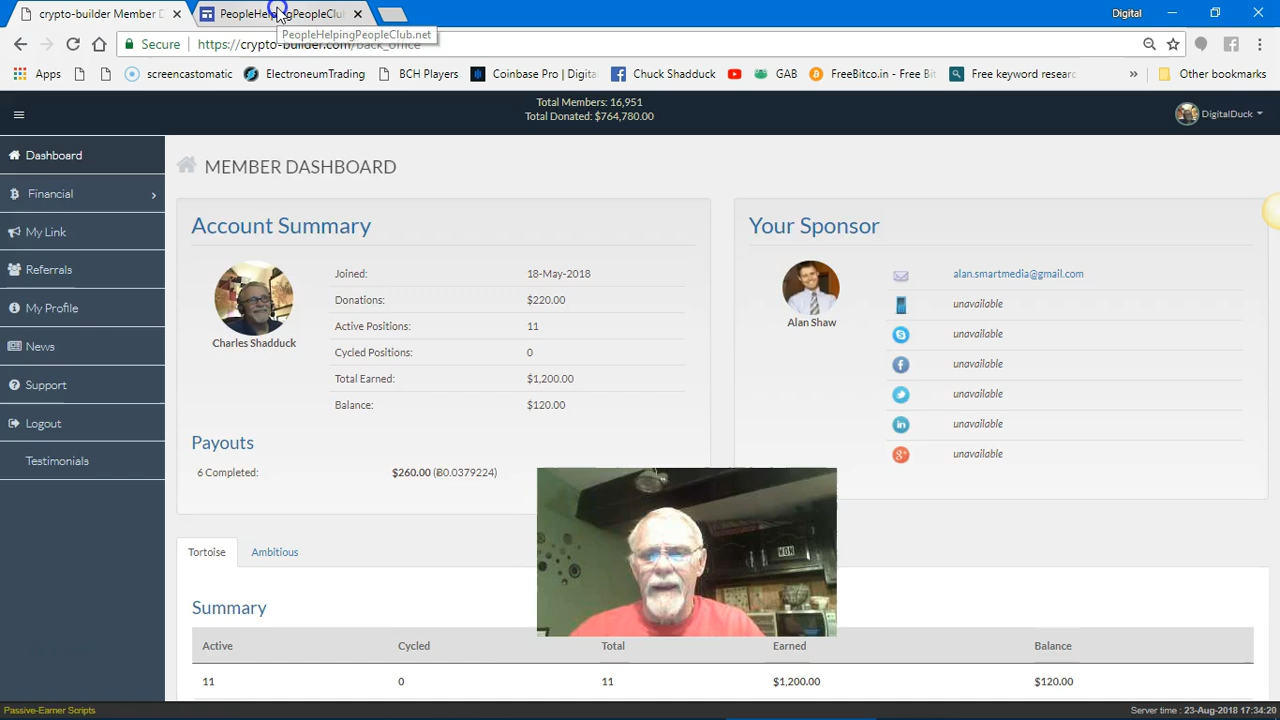 crypto-builder Member D
PeopleHelpingPeopleClu
Digital
PeopleHelpingPeopleClub.net
Secure
https://crypto-builder.com/back_office
Apps
screencastomatic
ElectroneumTrading
BCH Players
Coinbase Pro | Digita
Chuck Shadduck
GAB
FreeBitco.in - Free Bit
Free keyword researc
»
Other bookmarks
Total Members: 16,951
Total Donated: $764,780.00
DigitalDuck
Dashboard
Financial
My Link
Referrals
My Profile
News
Support
Logout
Testimonials
MEMBER DASHBOARD
Account Summary
Charles Shadduck
Joined: 18-May-2018
Donations: $220.00
Active Positions: 11
Cycled Positions: 0
Total Earned: $1,200.00
Balance: $120.00
Payouts
6 Completed: $260.00 (Ƀ0.0379224)
Your Sponsor
Alan Shaw
alan.smartmedia@gmail.com
unavailable
unavailable
unavailable
unavailable
unavailable
unavailable
Tortoise
Ambitious
Summary
Active Cycled Total Earned Balance
11 0 11 $1,200.00 $120.00
Passive-Earner Scripts
Server time : 23-Aug-2018 17:34:20